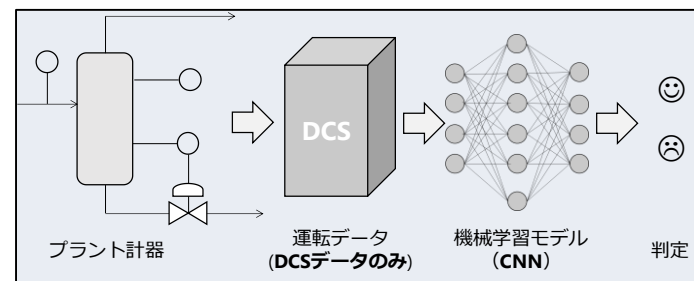 DCS
プラント計器
運転データ
(DCSデータのみ)
機械学習モデル
（CNN）
判定